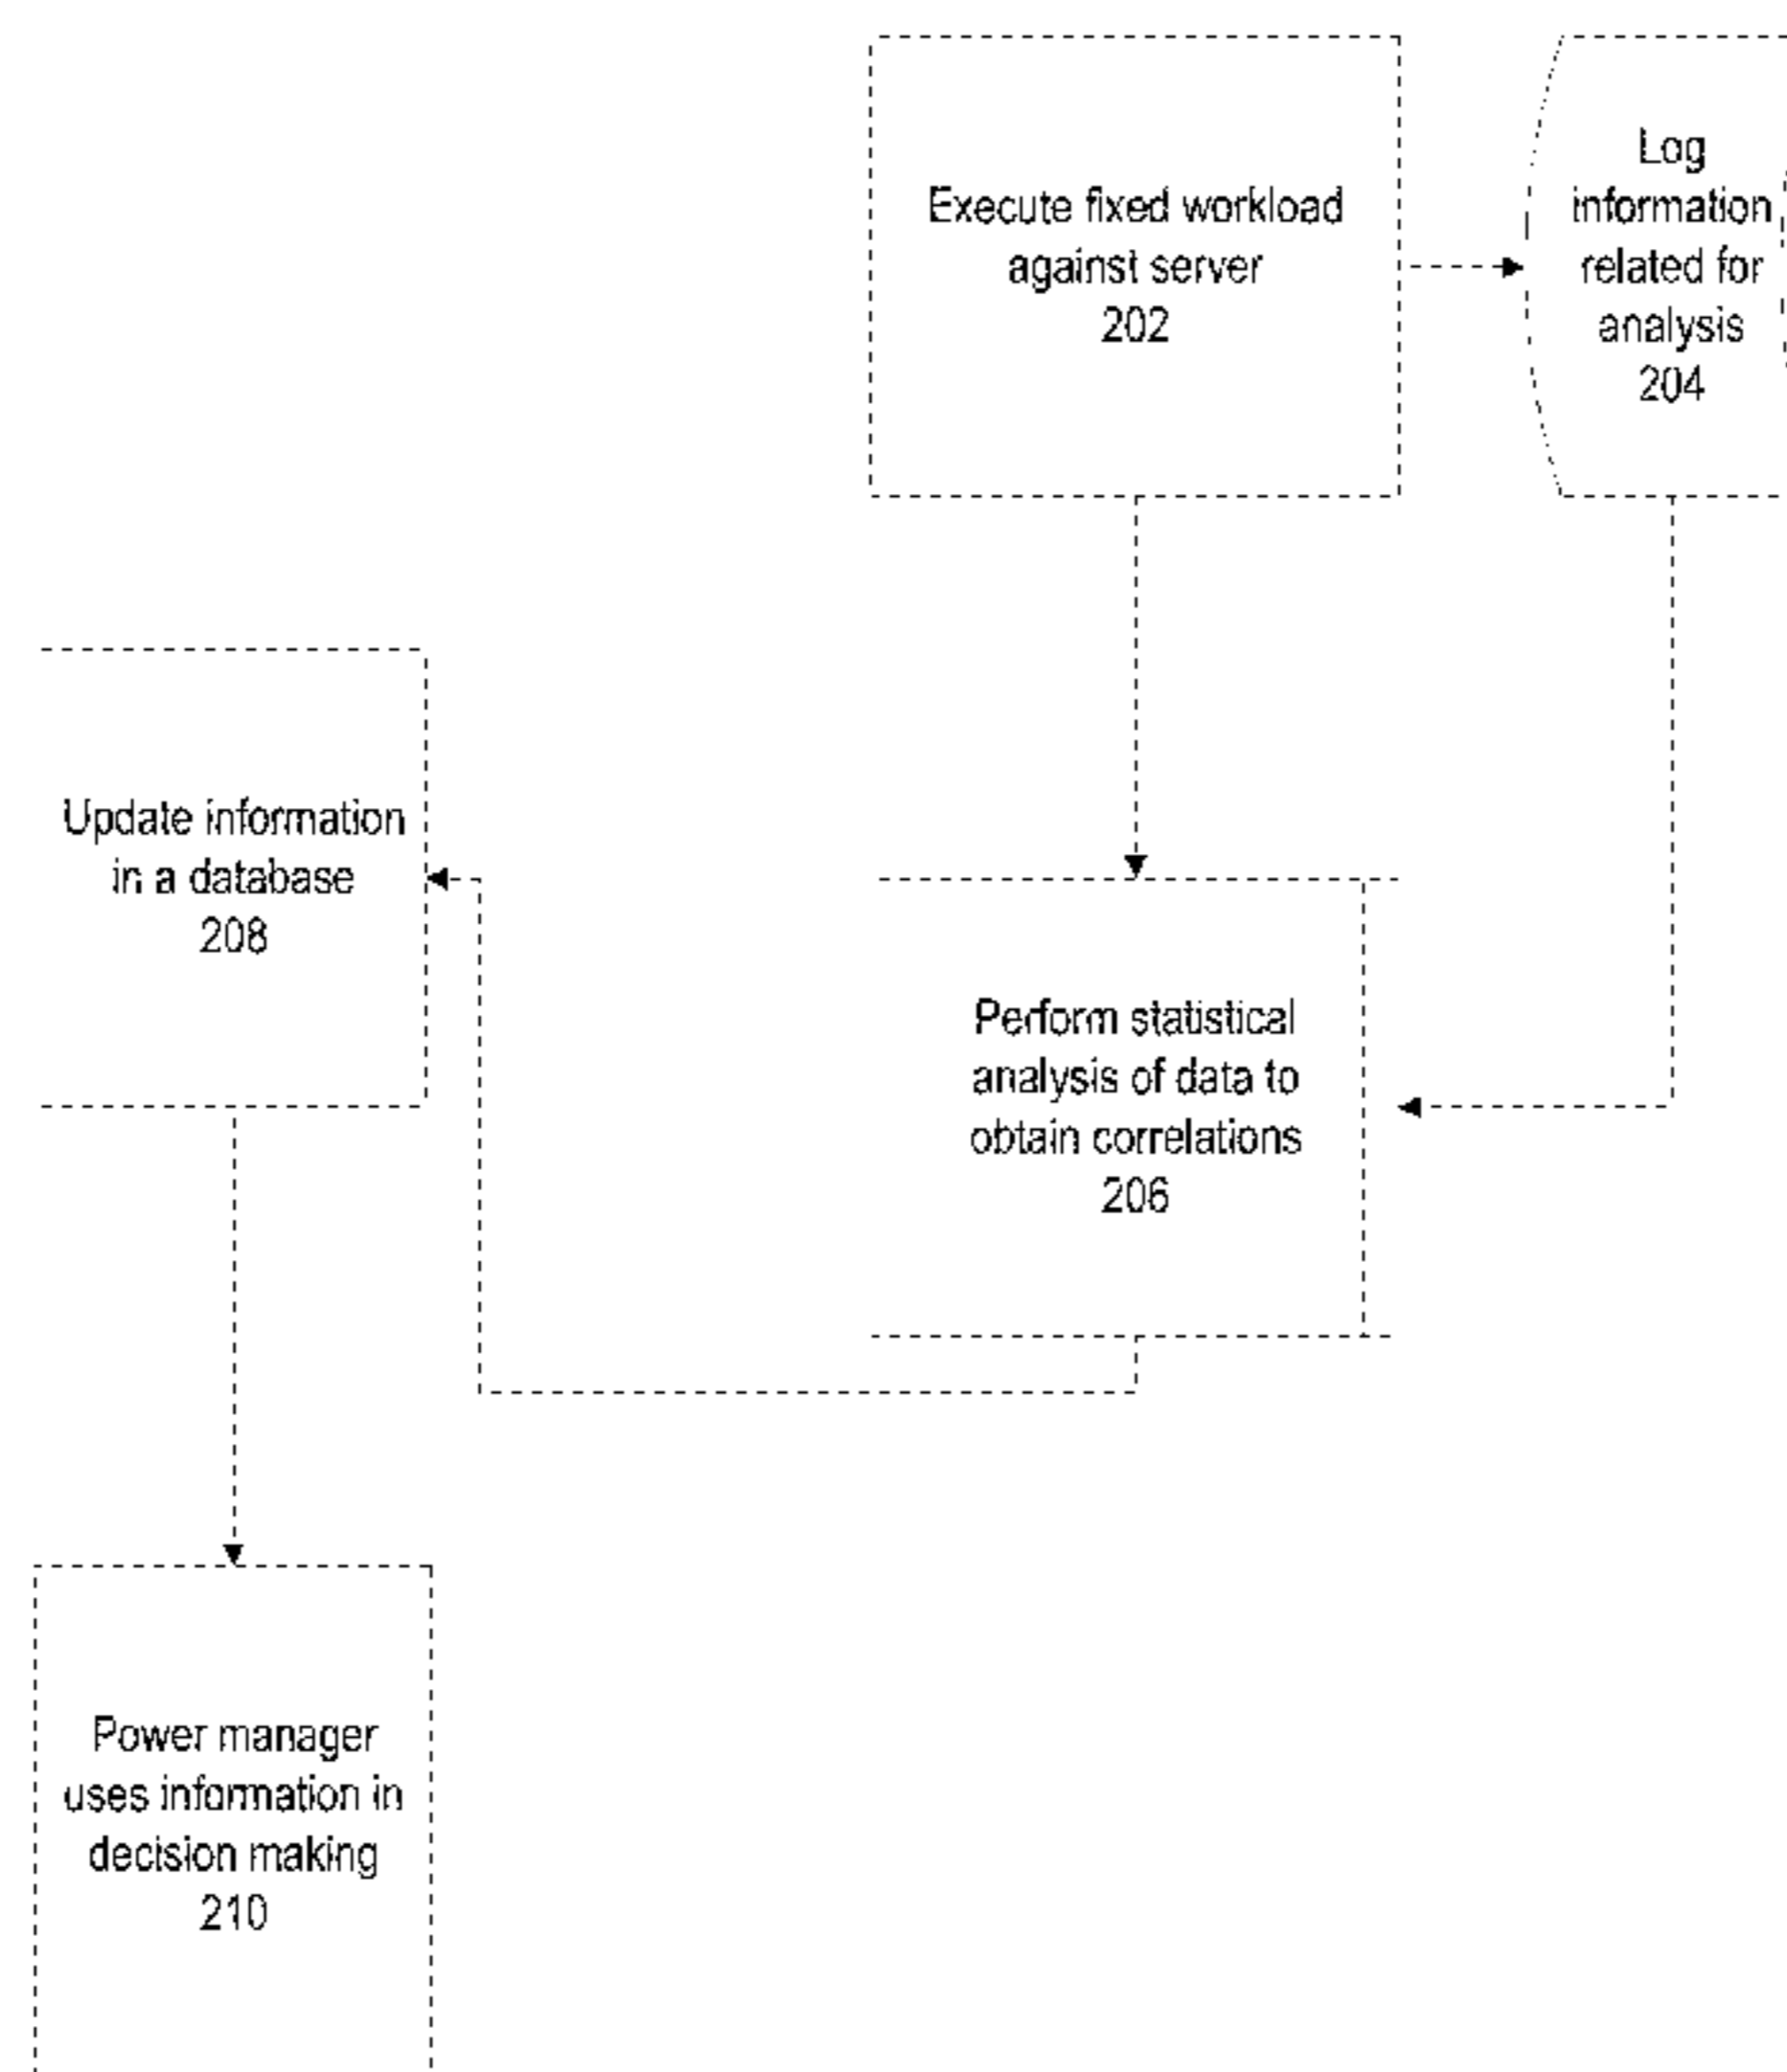 Execute fixed workload
against server
202
Log
information
related for
analysis
204
Update information
in a database
208
Perform statistical
analysis of data to
obtain correlations
206
Power manager
uses information in
decision making
210